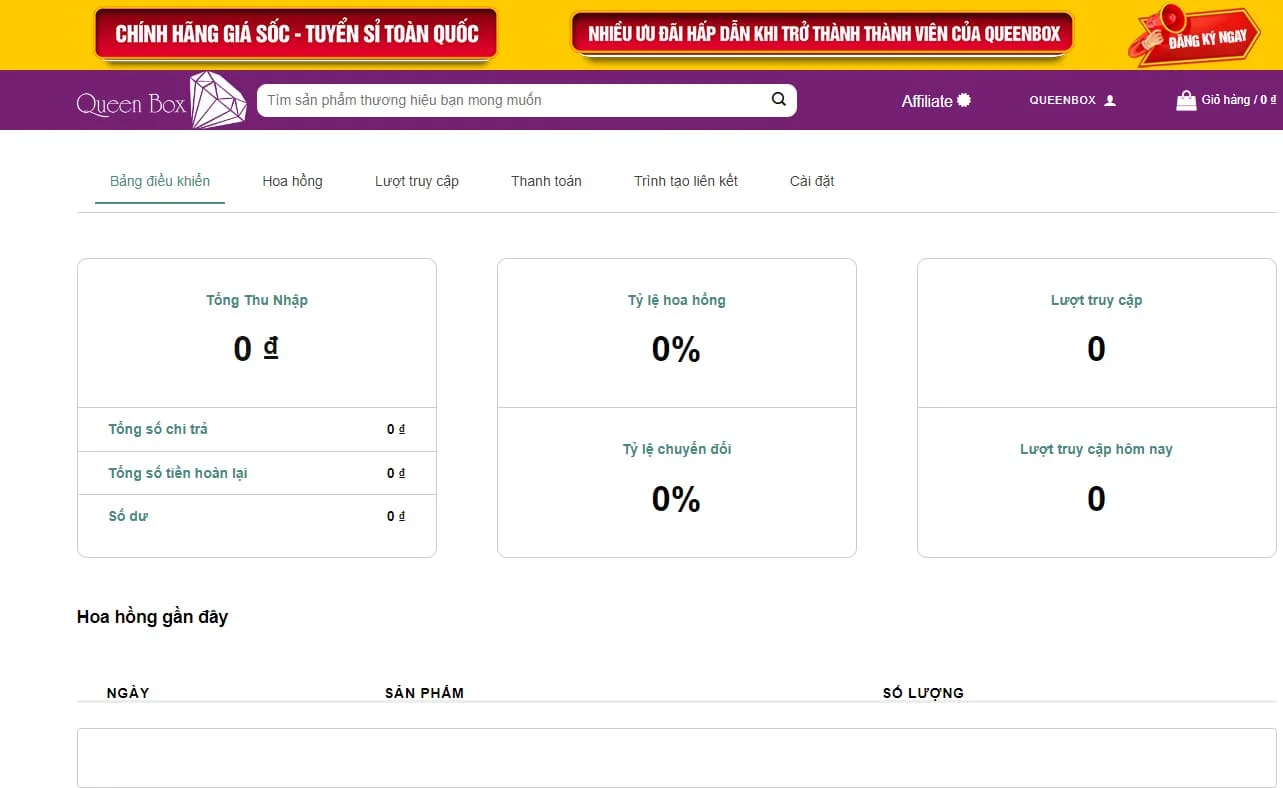 CHÍNH HÃNG GIÁ SỐC - TUYỂN SỈ TOÀN QUỐC
NHIỀU ƯU ĐÃI HẤP DẪN KHI TRỞ THÀNH THÀNH VIÊN CỦA QUEENBOX
ĐĂNG KÝ NGAY
Queen Box
Tìm sản phẩm thương hiệu bạn mong muốn
Affiliate
QUEENBOX
Giỏ hàng / 0 ₫
Bảng điều khiển
Hoa hồng
Lượt truy cập
Thanh toán
Trình tạo liên kết
Cài đặt
Tổng Thu Nhập
0 ₫
Tổng số chi trả 0 ₫
Tổng số tiền hoàn lại 0 ₫
Số dư 0 ₫
Tỷ lệ hoa hồng
0%
Tỷ lệ chuyển đổi
0%
Lượt truy cập
0
Lượt truy cập hôm nay
0
Hoa hồng gần đây
NGÀY SẢN PHẨM SỐ LƯỢNG